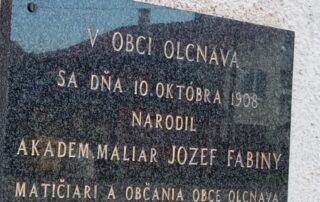 V OBCI OLCNAVA
SA DŇA 10 OKTÓBRA 1908
NARODIL
AKADEM. MALIAR JOZEF FABINY
MATIČIARI A OBČANIA OBCE OLCNAVA